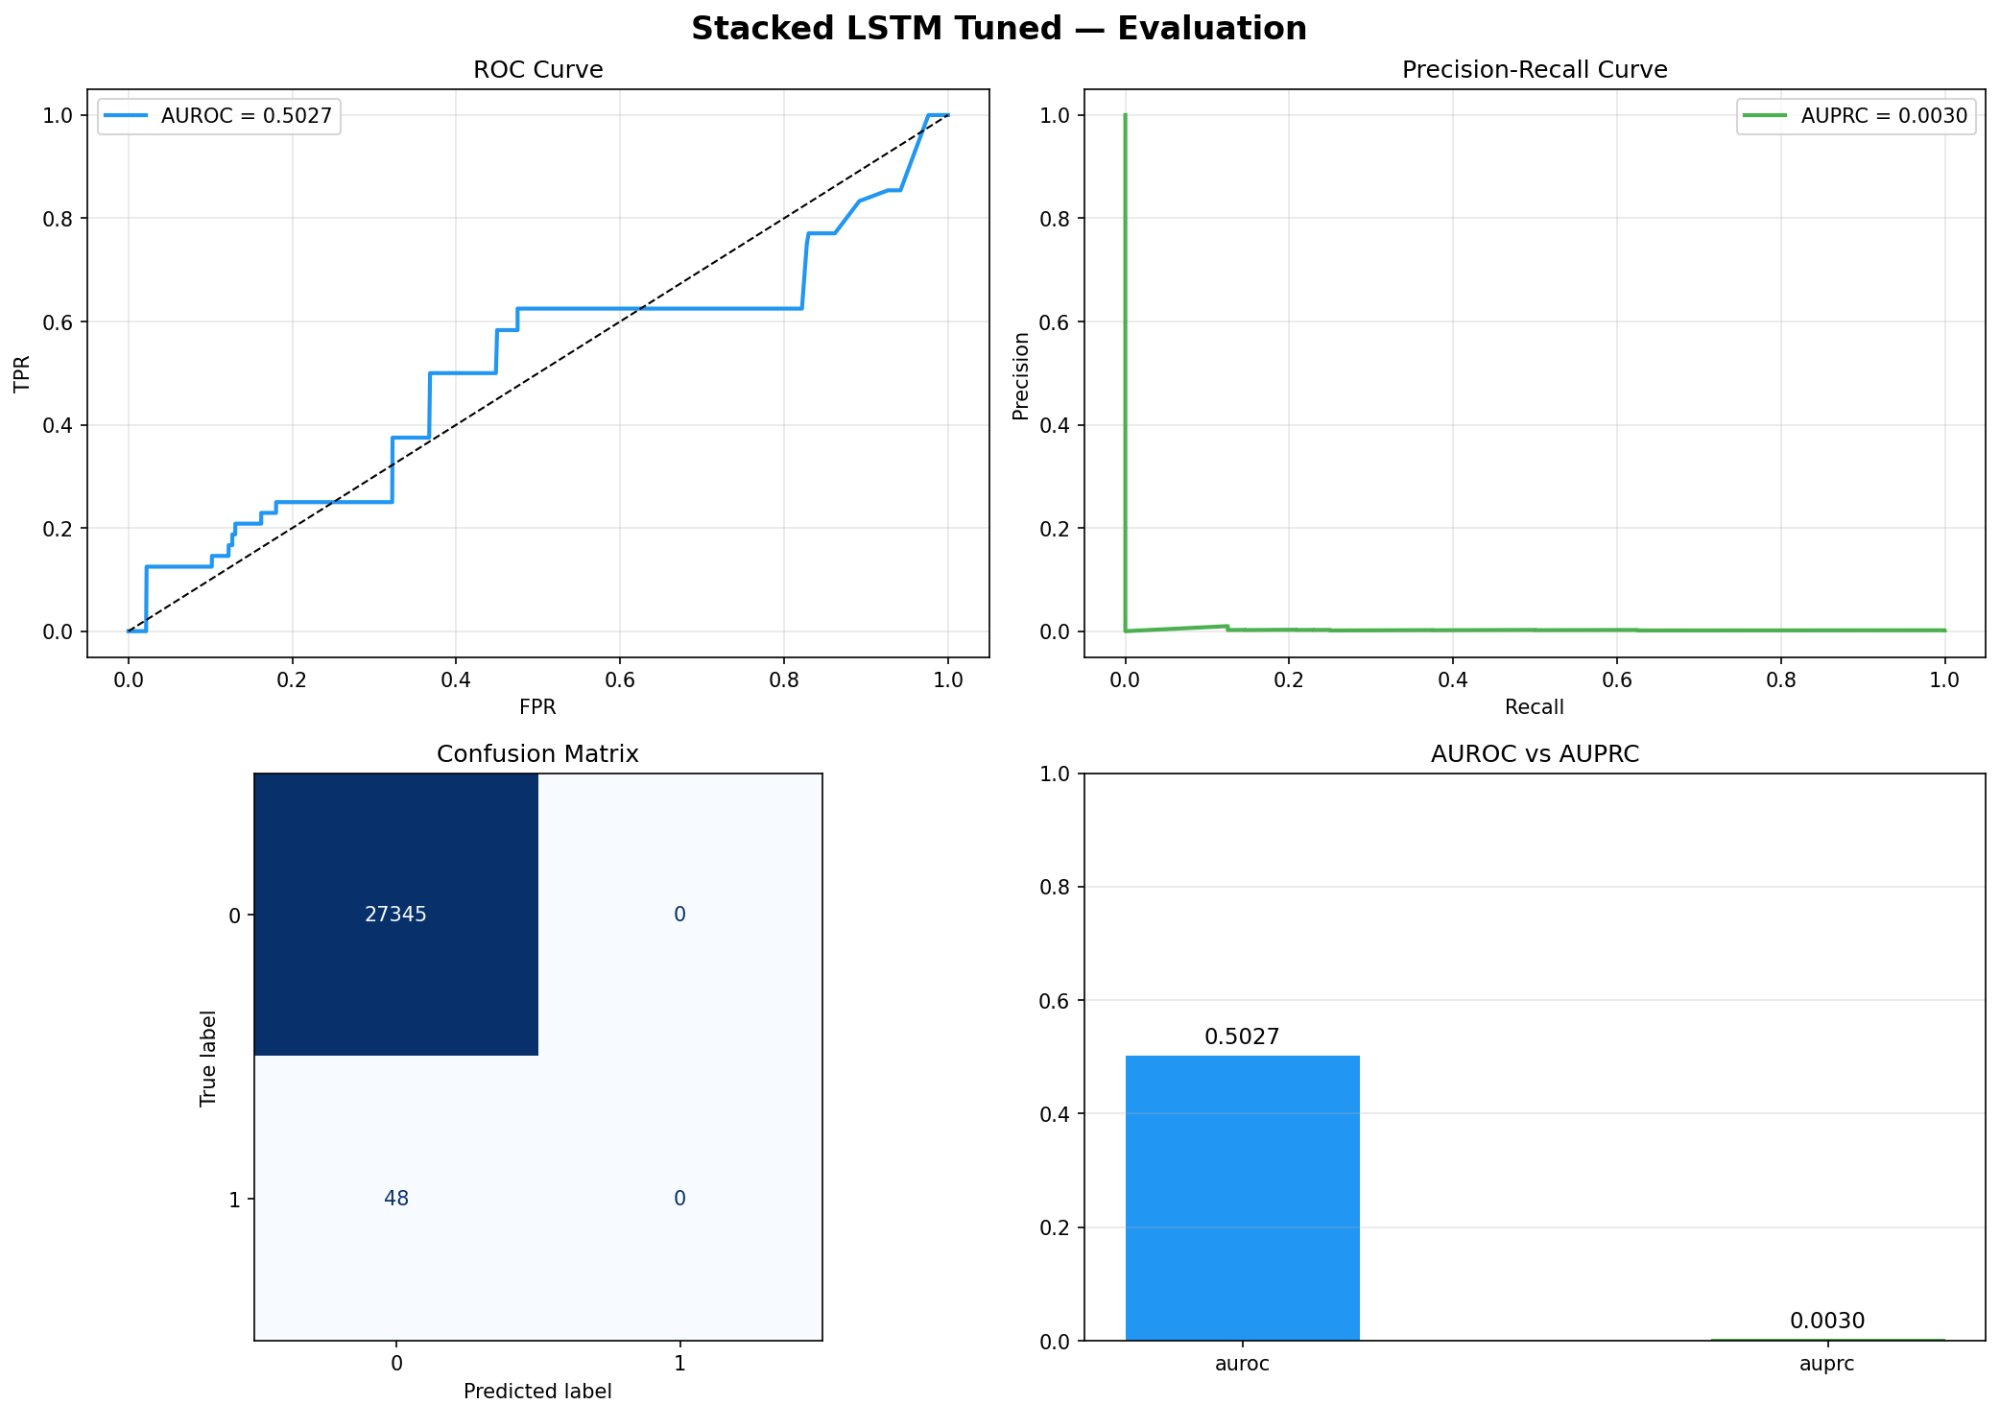 Stacked LSTM Tuned — Evaluation
ROC Curve
AUROC = 0.5027
1.0
0.8
0.6
0.4
0.2
0.0
TPR
0.0 0.2 0.4 0.6 0.8 1.0
FPR
Precision-Recall Curve
AUPRC = 0.0030
1.0
0.8
0.6
0.4
0.2
0.0
Precision
0.0 0.2 0.4 0.6 0.8 1.0
Recall
Confusion Matrix
27345 0
48 0
0
1
True label
0 1
Predicted label
AUROC vs AUPRC
1.0
0.8
0.6
0.4
0.2
0.0
0.5027
0.0030
auroc auprc